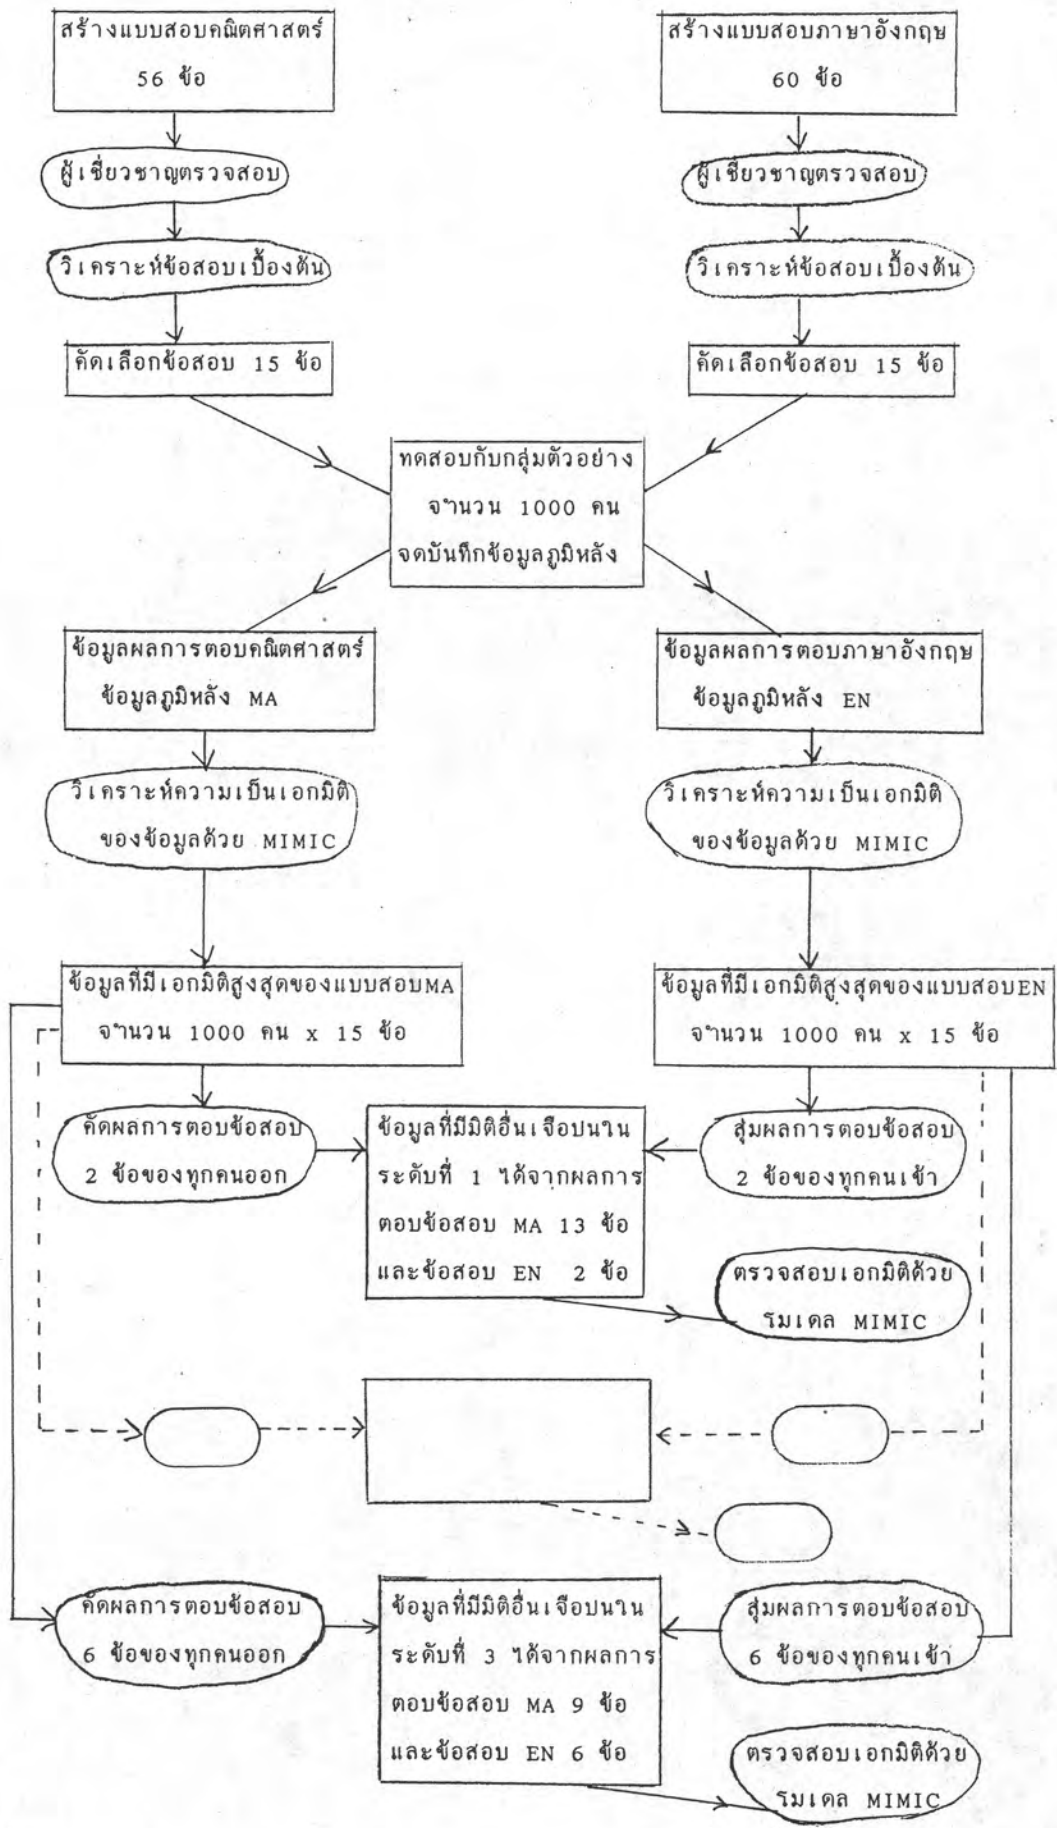 สร้างแบบสอบคณิตศาสตร์
56 ข้อ
สร้างแบบสอบภาษาอังกฤษ
60 ข้อ
ผู้เชี่ยวชาญตรวจสอบ
ผู้เชี่ยวชาญตรวจสอบ
วิเคราะห์ข้อสอบเบื้องต้น
วิเคราะห์ข้อสอบเบื้องต้น
คัดเลือกข้อสอบ 15 ข้อ
คัดเลือกข้อสอบ 15 ข้อ
ทดสอบกับกลุ่มตัวอย่าง
จำนวน 1000 คน
จดบันทึกข้อมูลภูมิหลัง
ข้อมูลผลการตอบคณิตศาสตร์
ข้อมูลภูมิหลัง MA
ข้อมูลผลการตอบภาษาอังกฤษ
ข้อมูลภูมิหลัง EN
วิเคราะห์ความเป็นเอกมิติ
ของข้อมูลด้วย MIMIC
วิเคราะห์ความเป็นเอกมิติ
ของข้อมูลด้วย MIMIC
ข้อมูลที่มีเอกมิติสูงสุดของแบบสอบMA
จำนวน 1000 คน x 15 ข้อ
ข้อมูลที่มีเอกมิติสูงสุดของแบบสอบEN
จำนวน 1000 คน x 15 ข้อ
คัดผลการตอบข้อสอบ
2 ข้อของทุกคนออก
ข้อมูลที่มีมิติอื่นเจือปนใน
ระดับที่ 1 ได้จากผลการ
ตอบข้อสอบ MA 13 ข้อ
และข้อสอบ EN 2 ข้อ
สุ่มผลการตอบข้อสอบ
2 ข้อของทุกคนเข้า
ตรวจสอบเอกมิติด้วย
โมเดล MIMIC
คัดผลการตอบข้อสอบ
6 ข้อของทุกคนออก
ข้อมูลที่มีมิติอื่นเจือปนใน
ระดับที่ 3 ได้จากผลการ
ตอบข้อสอบ MA 9 ข้อ
และข้อสอบ EN 6 ข้อ
สุ่มผลการตอบข้อสอบ
6 ข้อของทุกคนเข้า
ตรวจสอบเอกมิติด้วย
โมเดล MIMIC